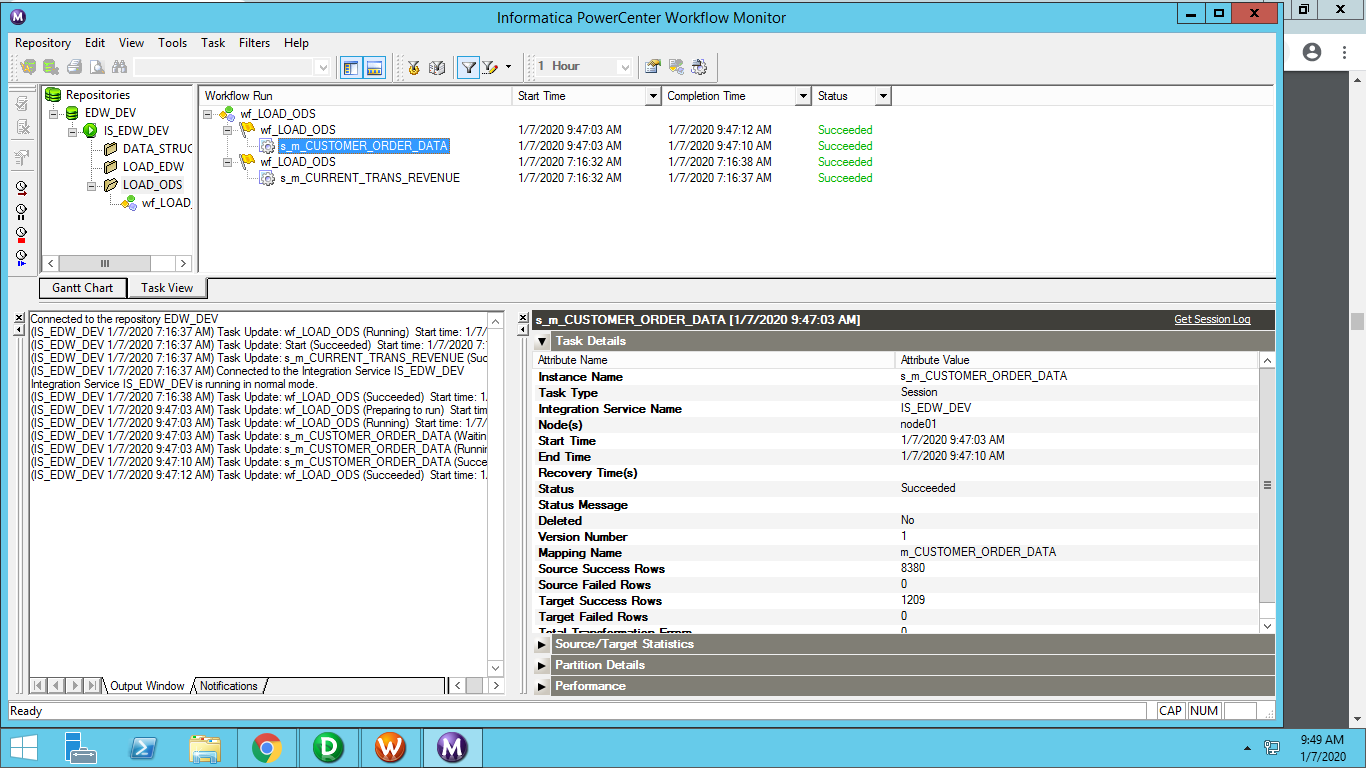 Informatica PowerCenter Workflow Monitor
Repository Edit View Tools Task Filters Help
1 Hour
Repositories
EDW_DEV
IS_EDW_DEV
DATA_STRUC
LOAD_EDW
LOAD_ODS
wf_LOAD_
Workflow Run Start Time Completion Time Status
wf_LOAD_ODS
wf_LOAD_ODS 1/7/2020 9:47:03 AM 1/7/2020 9:47:12 AM Succeeded
s_m_CUSTOMER_ORDER_DATA 1/7/2020 9:47:03 AM 1/7/2020 9:47:10 AM Succeeded
wf_LOAD_ODS 1/7/2020 7:16:32 AM 1/7/2020 7:16:38 AM Succeeded
s_m_CURRENT_TRANS_REVENUE 1/7/2020 7:16:32 AM 1/7/2020 7:16:37 AM Succeeded
Gantt Chart Task View
Connected to the repository EDW_DEV
(IS_EDW_DEV 1/7/2020 7:16:37 AM) Task Update: wf_LOAD_ODS (Running) Start time: 1/7/
(IS_EDW_DEV 1/7/2020 7:16:37 AM) Task Update: Start (Succeeded) Start time: 1/7/2020 7:
(IS_EDW_DEV 1/7/2020 7:16:37 AM) Task Update: s_m_CURRENT_TRANS_REVENUE (Suc
(IS_EDW_DEV 1/7/2020 7:16:37 AM) Connected to the Integration Service IS_EDW_DEV
Integration Service IS_EDW_DEV is running in normal mode.
(IS_EDW_DEV 1/7/2020 7:16:38 AM) Task Update: wf_LOAD_ODS (Succeeded) Start time: 1.
(IS_EDW_DEV 1/7/2020 9:47:03 AM) Task Update: wf_LOAD_ODS (Preparing to run) Start tim
(IS_EDW_DEV 1/7/2020 9:47:03 AM) Task Update: wf_LOAD_ODS (Running) Start time: 1/7/
(IS_EDW_DEV 1/7/2020 9:47:03 AM) Task Update: s_m_CUSTOMER_ORDER_DATA (Waitin
(IS_EDW_DEV 1/7/2020 9:47:03 AM) Task Update: s_m_CUSTOMER_ORDER_DATA (Runnin
(IS_EDW_DEV 1/7/2020 9:47:10 AM) Task Update: s_m_CUSTOMER_ORDER_DATA (Succe
(IS_EDW_DEV 1/7/2020 9:47:12 AM) Task Update: wf_LOAD_ODS (Succeeded) Start time: 1.
Output Window Notifications
s_m_CUSTOMER_ORDER_DATA [1/7/2020 9:47:03 AM] Get Session Log
Task Details
Attribute Name Attribute Value
Instance Name s_m_CUSTOMER_ORDER_DATA
Task Type Session
Integration Service Name IS_EDW_DEV
Node(s) node01
Start Time 1/7/2020 9:47:03 AM
End Time 1/7/2020 9:47:10 AM
Recovery Time(s)
Status Succeeded
Status Message
Deleted No
Version Number 1
Mapping Name m_CUSTOMER_ORDER_DATA
Source Success Rows 8380
Source Failed Rows 0
Target Success Rows 1209
Target Failed Rows 0
Total Transformation Errors 0
Source/Target Statistics
Partition Details
Performance
Ready CAP NUM
9:49 AM
1/7/2020